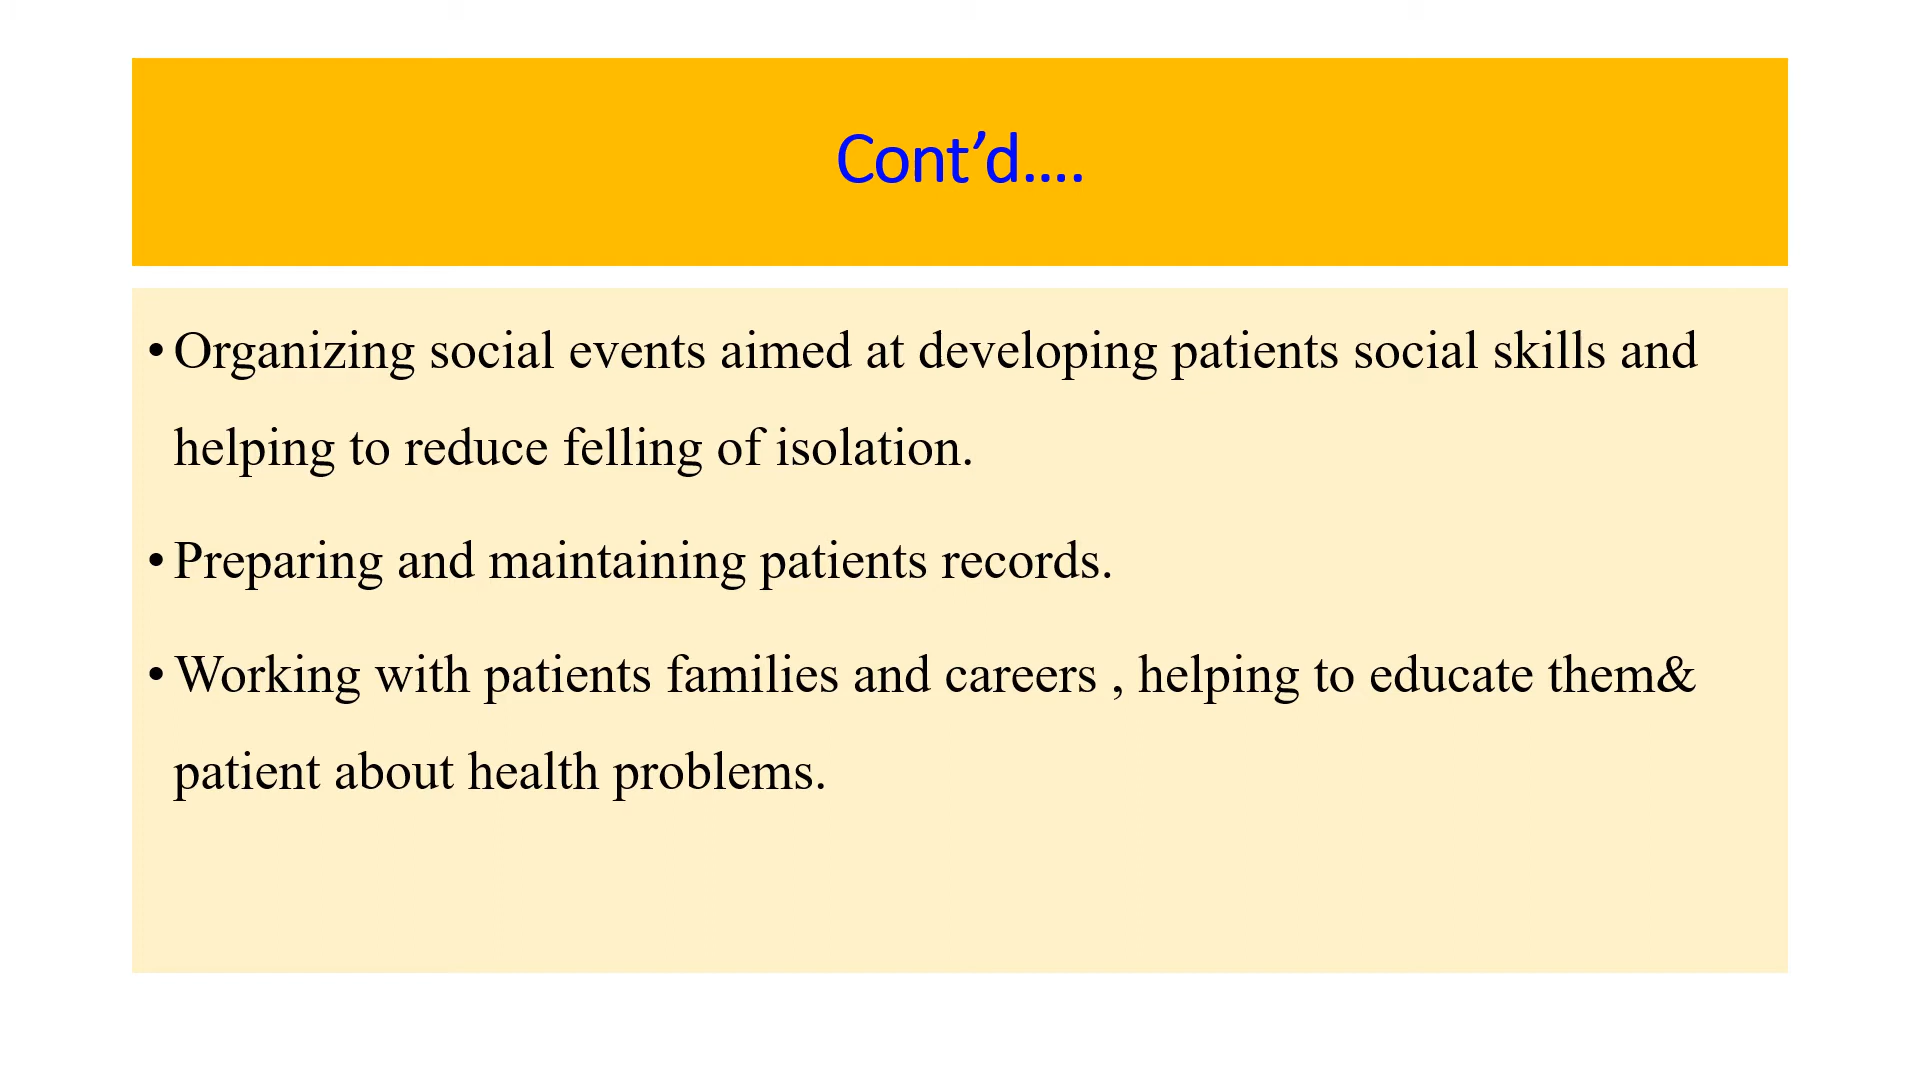 Cont’d....
• Organizing social events aimed at developing patients social skills and
helping to reduce felling of isolation.
• Preparing and maintaining patients records.
• Working with patients families and careers , helping to educate them&
patient about health problems.